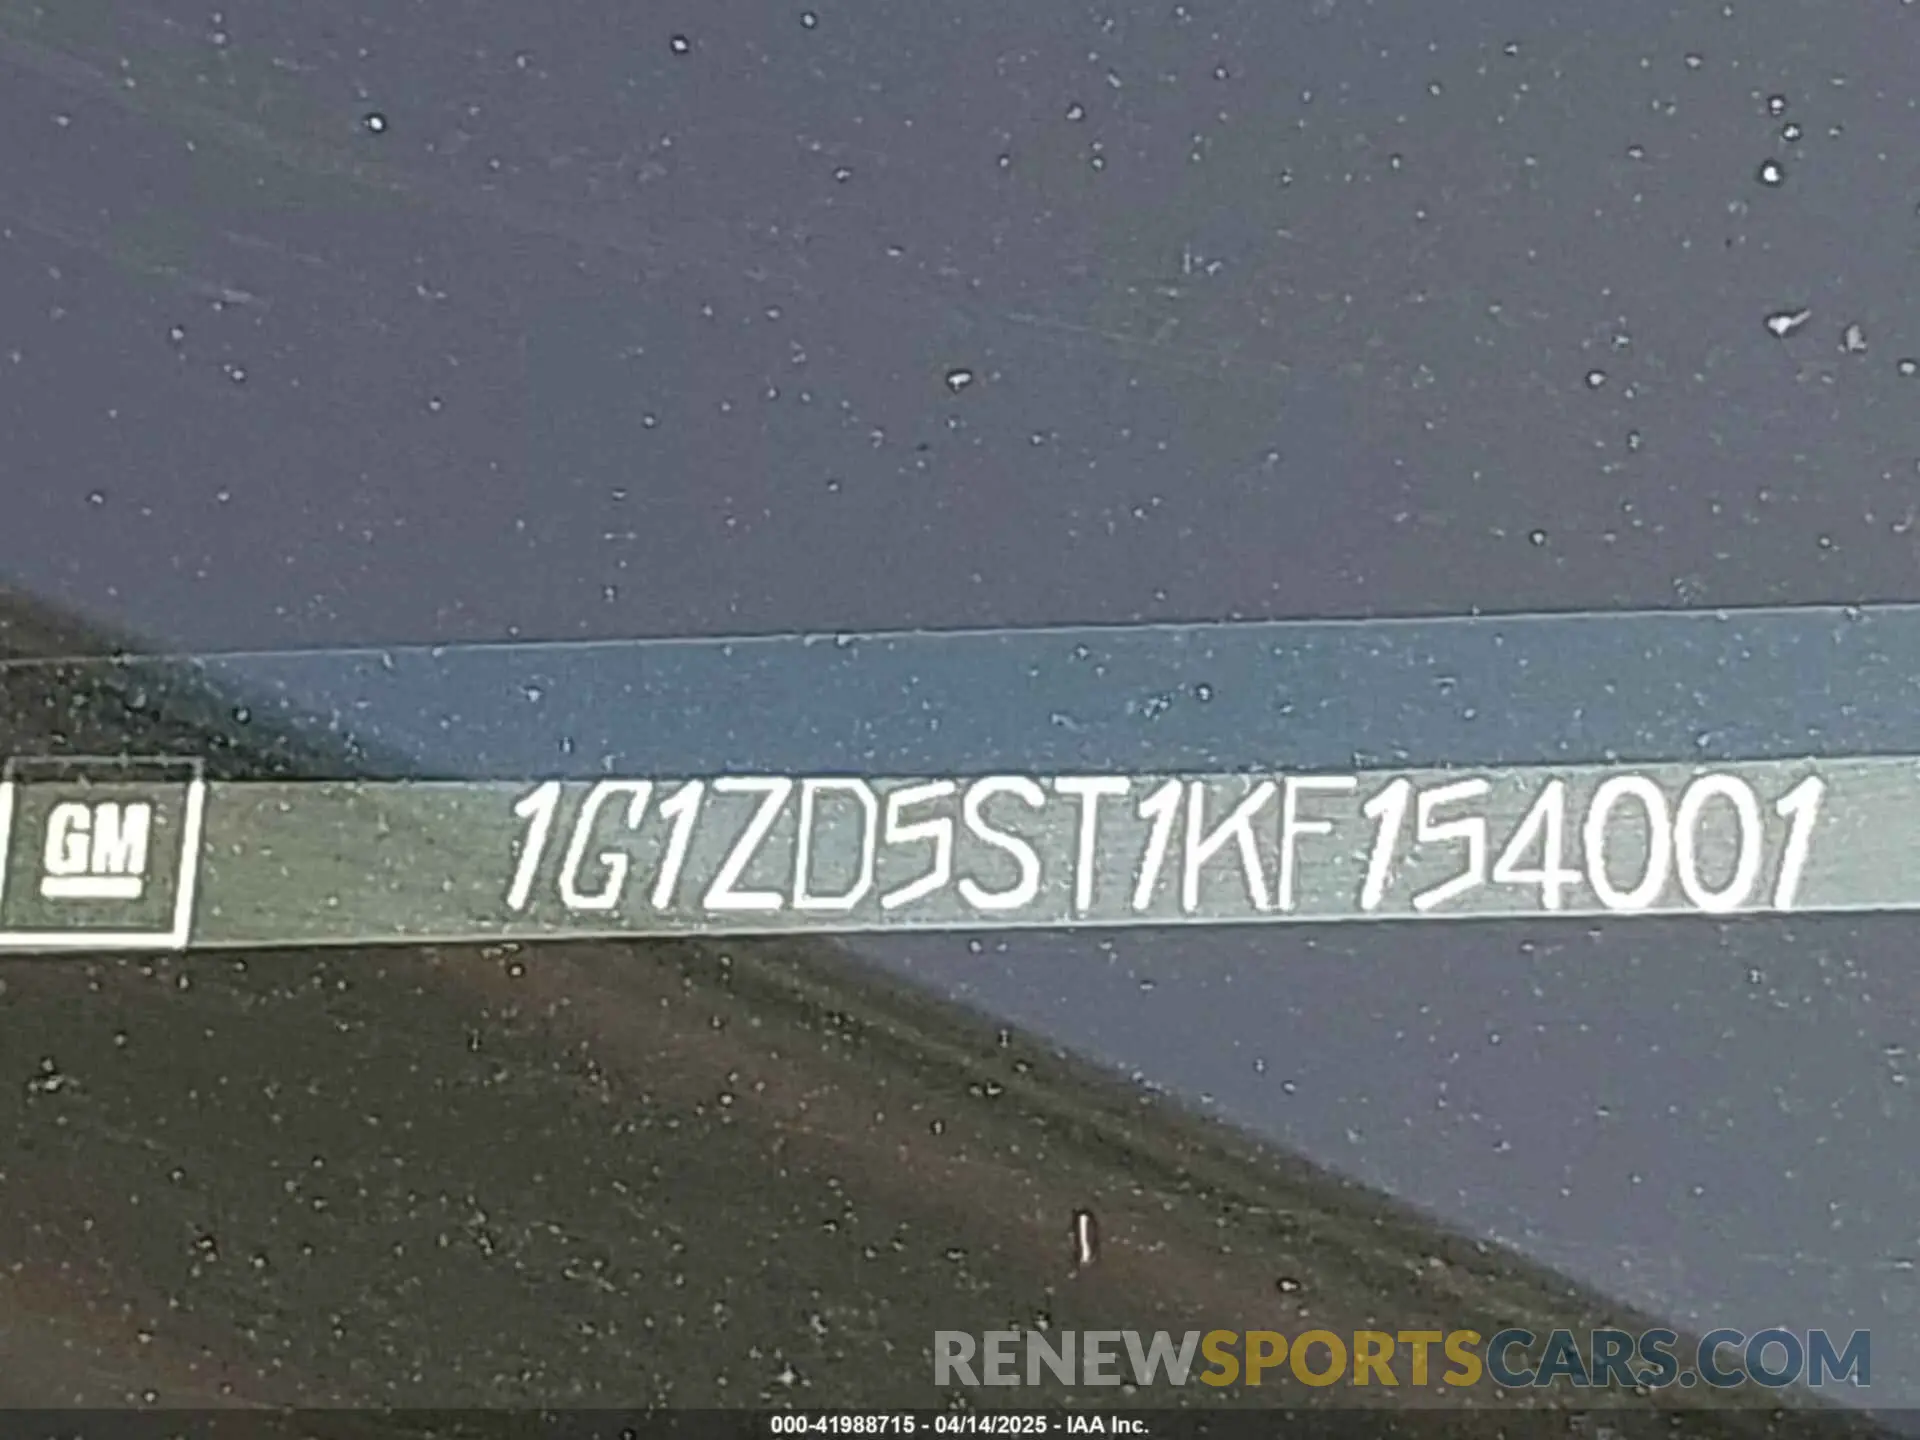 GM 1G1ZD5ST1KF154001
RENEWSPORTSCARS.COM
000-41988715 - 04/14/2025 - IAA Inc.